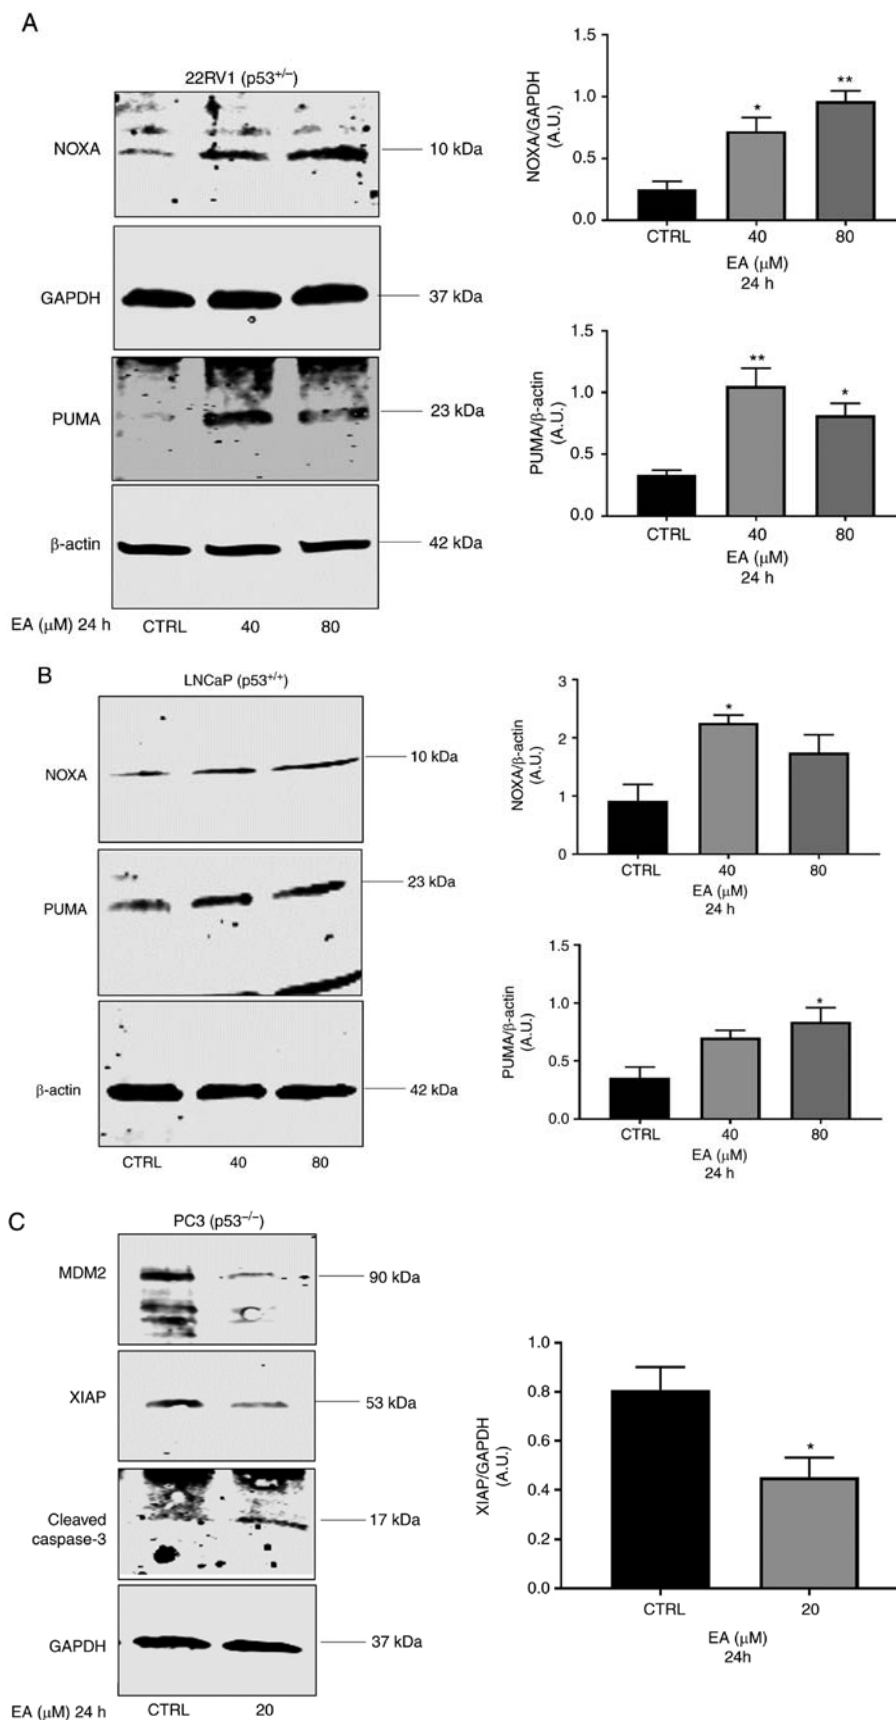 A
22RV1 (p53+/−)
NOXA
10 kDa
GAPDH
37 kDa
PUMA
23 kDa
β-actin
42 kDa
EA (μM) 24 h CTRL 40 80
NOXA/GAPDH
(A.U.)
1.5
1.0
0.5
0.0
*
**
CTRL 40 80
EA (μM)
24 h
PUMA/β-actin
(A.U.)
1.5
1.0
0.5
0.0
**
*
CTRL 40 80
EA (μM)
24 h
B
LNCaP (p53+/+)
NOXA
10 kDa
PUMA
23 kDa
β-actin
42 kDa
CTRL 40 80
NOXA/β-actin
(A.U.)
3
2
1
0
*
CTRL 40 80
EA (μM)
24 h
PUMA/β-actin
(A.U.)
1.5
1.0
0.5
0.0
*
CTRL 40 80
EA (μM)
24 h
C
PC3 (p53−/−)
MDM2
90 kDa
XIAP
53 kDa
Cleaved
caspase-3
17 kDa
GAPDH
37 kDa
EA (μM) 24 h CTRL 20
XIAP/GAPDH
(A.U.)
1.0
0.8
0.6
0.4
0.2
0.0
*
CTRL 20
EA (μM)
24h